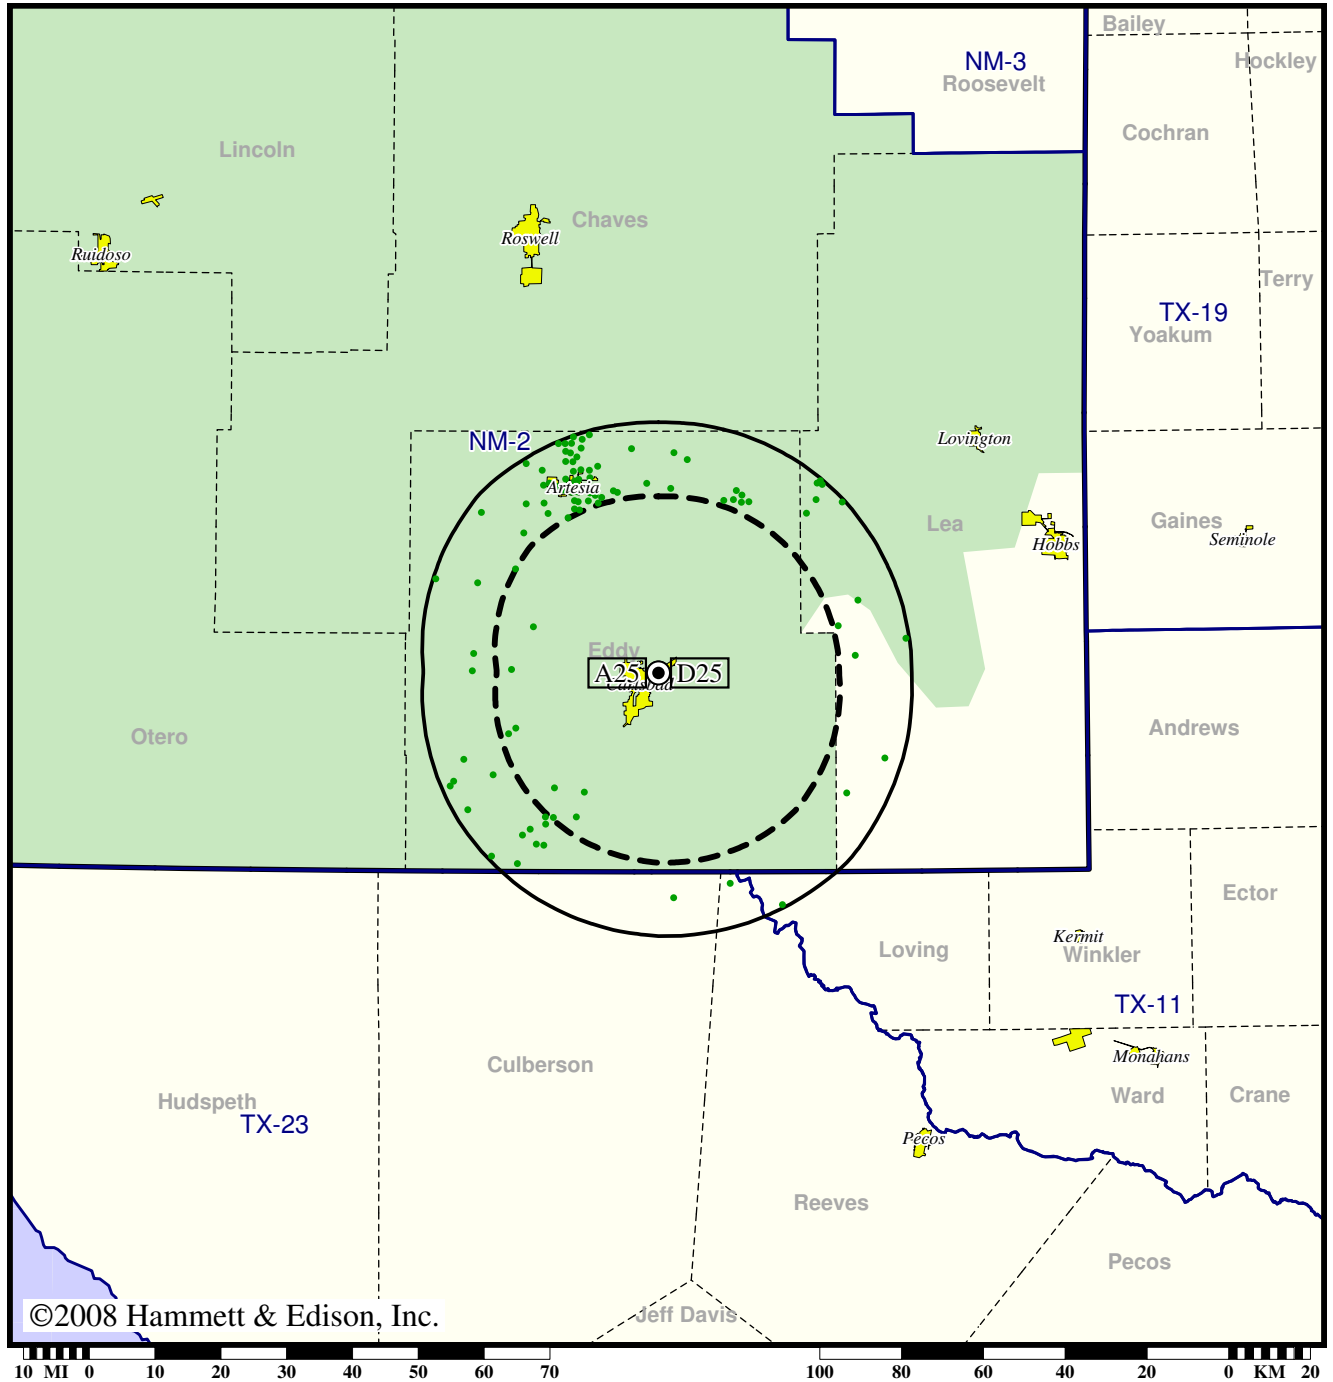 Bailey
NM-3
Hockley
Roosevelt
Cochran
Lincoln
Chaves
Roswell
Ruidoso
Terry
TX-19
Yoakum
NM-2
Lovington
Artesia
Lea
Gaines
Hobbs
Seminole
Eddy
A25 D25
Carlsbad
Otero
Andrews
Ector
Kermit
Loving
Winkler
TX-11
Monahans
Culberson
Ward
Crane
Hudspeth
TX-23
Pecos
Reeves
Pecos
Jeff Davis
©2008 Hammett & Edison, Inc.
10 MI 0 10 20 30 40 50 60 70 100 80 60 40 20 0 KM 20